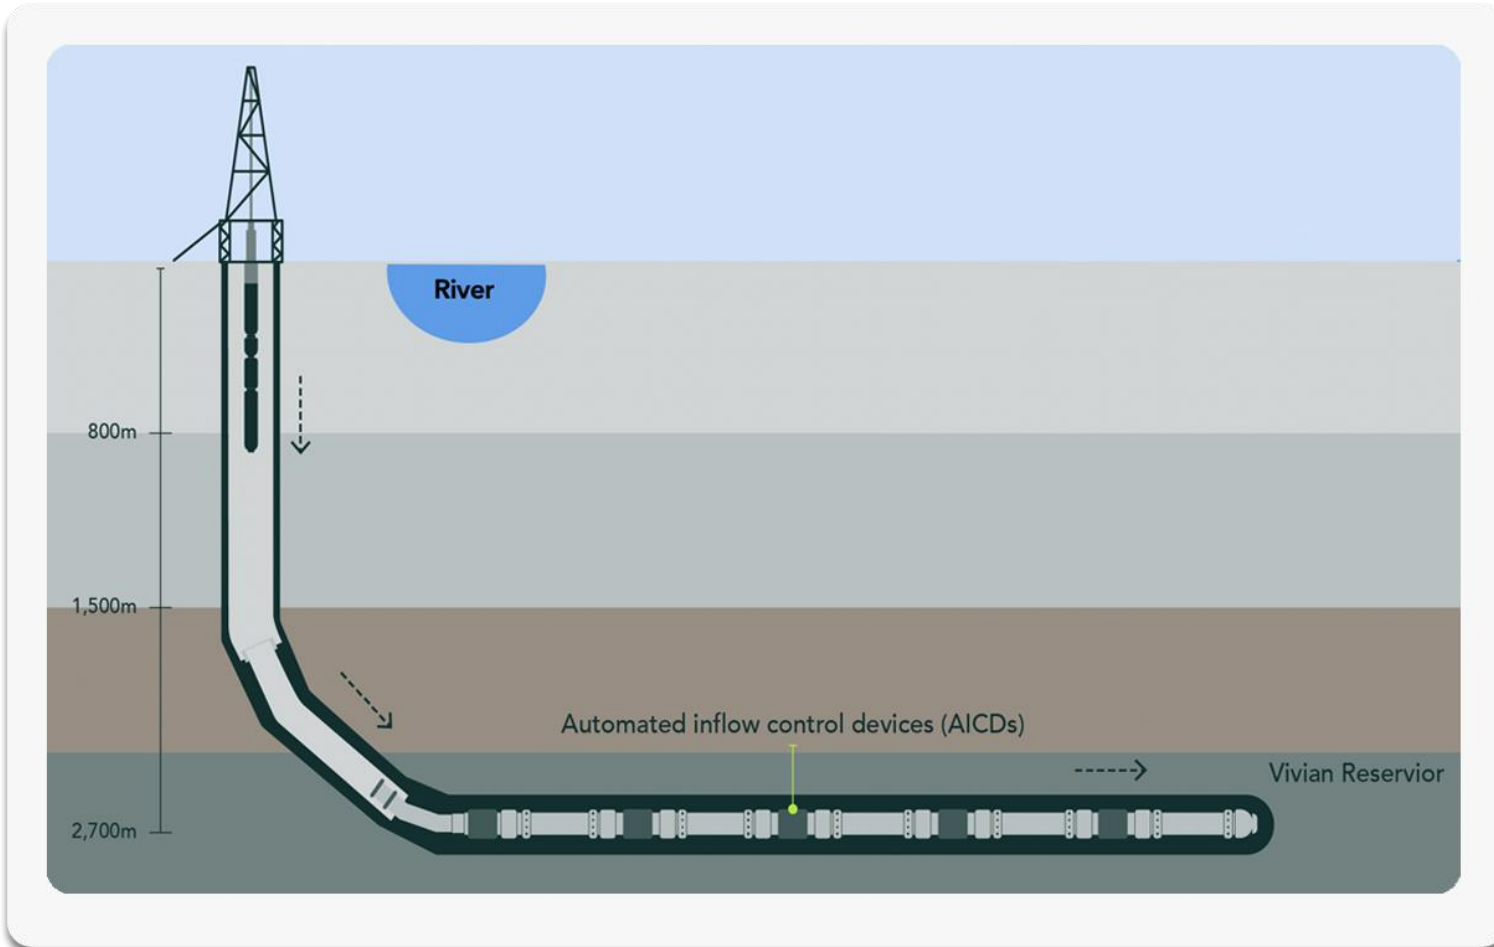 River
800m
1,500m
Automated inflow control devices (AICDs)
Vivian Reservior
2,700m